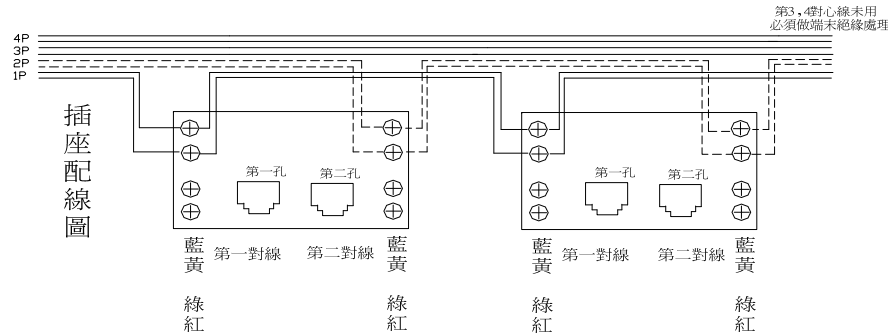 第3,4對心線未用
必須做端末絕緣處理
4P
3P
2P
1P
插座配線圖
第一孔
第二孔
第一孔
第二孔
藍黃 綠紅
第一對線
第二對線
藍黃 綠紅
藍黃 綠紅
第一對線
第二對線
藍黃 綠紅